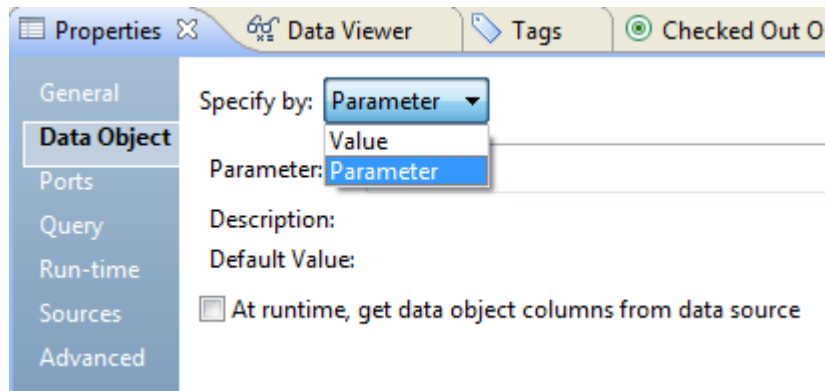 Properties Data Viewer Tags Checked Out O
General
Specify by: Parameter
Data Object
Value
Parameter: Parameter
Ports
Description:
Query
Default Value:
Run-time
At runtime, get data object columns from data source
Sources
Advanced